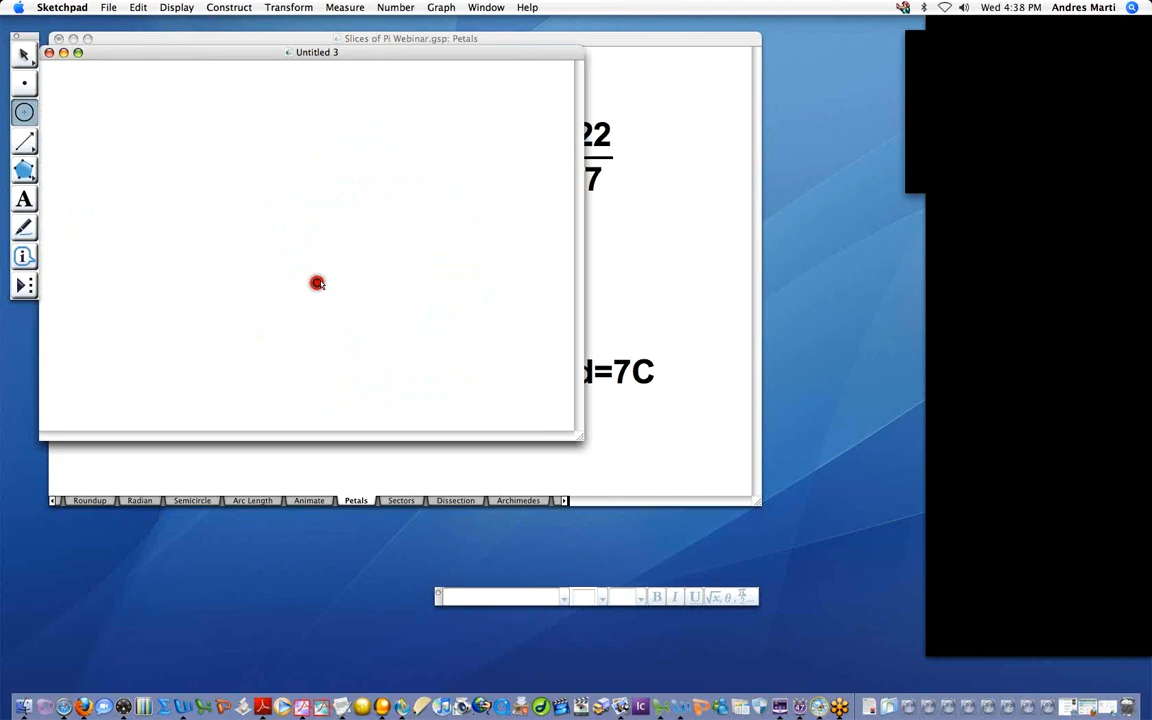 Sketchpad File Edit Display Construct Transform Measure Number Graph Window Help Wed 4:38 PM Andres Marti
Slices of Pi Webinar.gsp: Petals
Untitled 3
22
7
d=7C
A
Roundup Radian Semicircle Arc Length Animate Petals Sectors Dissection Archimedes
B I U